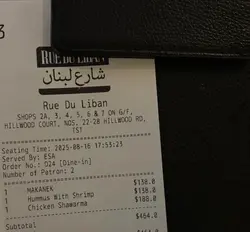 3
RUE DU LIBAN
شارع لبنان
Rue Du Liban
SHOPS 2A, 3, 4, 5, 6 & 7 ON G/F,
HILLWOOD COURT, NOS. 22-28 HILLWOOD RD,
TST
Seating Time: 2025-08-16 17:53:23
Served By: ESA
Order No.: 024 [Dine-in]
Number of Patron: 2
1 MAKANEK $138.0
1 Hummus With Shrimp $138.0
1 Chicken Shawarma $188.0
Subtotal $464.0
$464.0